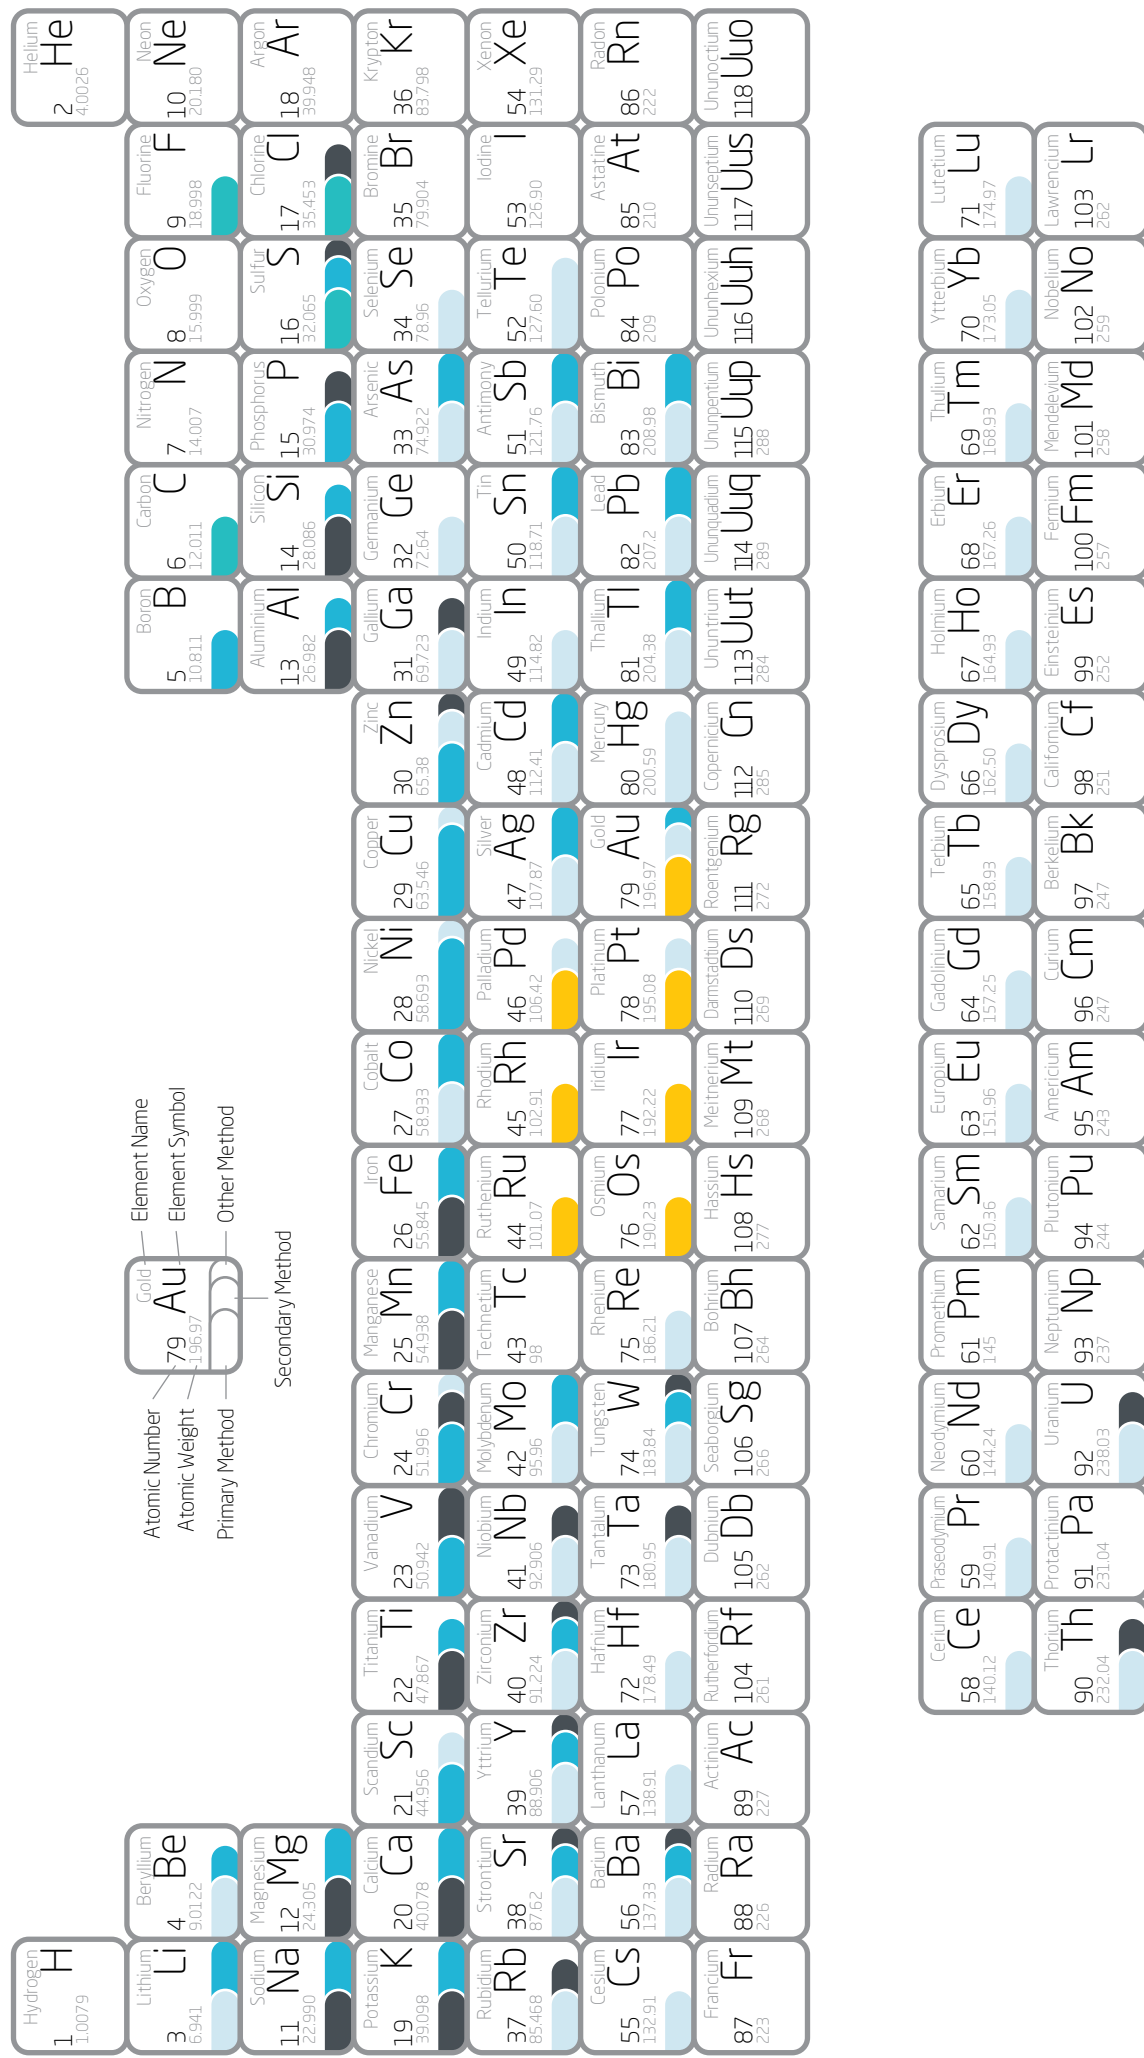 Hydrogen
1 H
1.0079
Helium
2 He
4.0026
Lithium
3 Li
6.941
Beryllium
4 Be
9.0122
Gold
79 Au
196.97
Atomic Number
Atomic Weight
Primary Method
Element Name
Element Symbol
Other Method
Secondary Method
Boron
5 B
10.811
Carbon
6 C
12.011
Nitrogen
7 N
14.007
Oxygen
8 O
15.999
Fluorine
9 F
18.998
Neon
10 Ne
20.180
Sodium
11 Na
22.990
Magnesium
12 Mg
24.305
Aluminium
13 Al
26.982
Silicon
14 Si
28.086
Phosphorus
15 P
30.974
Sulfur
16 S
32.065
Chlorine
17 Cl
35.453
Argon
18 Ar
39.948
Potassium
19 K
39.098
Calcium
20 Ca
40.078
Scandium
21 Sc
44.956
Titanium
22 Ti
47.867
Vanadium
23 V
50.942
Chromium
24 Cr
51.996
Manganese
25 Mn
54.938
Iron
26 Fe
55.845
Cobalt
27 Co
58.933
Nickel
28 Ni
58.693
Copper
29 Cu
63.546
Zinc
30 Zn
65.38
Gallium
31 Ga
69.723
Germanium
32 Ge
72.64
Arsenic
33 As
74.922
Selenium
34 Se
78.96
Bromine
35 Br
79.904
Krypton
36 Kr
83.798
Rubidium
37 Rb
85.468
Strontium
38 Sr
87.62
Yttrium
39 Y
88.906
Zirconium
40 Zr
91.224
Niobium
41 Nb
92.906
Molybdenum
42 Mo
95.96
Technetium
43 Tc
98
Ruthenium
44 Ru
101.07
Rhodium
45 Rh
102.91
Palladium
46 Pd
106.42
Silver
47 Ag
107.87
Cadmium
48 Cd
112.41
Indium
49 In
114.82
Tin
50 Sn
118.71
Antimony
51 Sb
121.76
Tellurium
52 Te
127.60
Iodine
53 I
126.90
Xenon
54 Xe
131.29
Cesium
55 Cs
132.91
Barium
56 Ba
137.33
Lanthanum
57 La
138.91
Hafnium
72 Hf
178.49
Tantalum
73 Ta
180.95
Tungsten
74 W
183.84
Rhenium
75 Re
186.21
Osmium
76 Os
190.23
Iridium
77 Ir
192.22
Platinum
78 Pt
195.08
Gold
79 Au
196.97
Mercury
80 Hg
200.59
Thallium
81 Tl
204.38
Lead
82 Pb
207.2
Bismuth
83 Bi
208.98
Polonium
84 Po
209
Astatine
85 At
210
Radon
86 Rn
222
Francium
87 Fr
223
Radium
88 Ra
226
Actinium
89 Ac
227
Rutherfordium
104 Rf
261
Dubnium
105 Db
262
Seaborgium
106 Sg
266
Bohrium
107 Bh
264
Hassium
108 Hs
277
Meitnerium
109 Mt
268
Darmstadtium
110 Ds
269
Roentgenium
111 Rg
272
Copernicium
112 Cn
285
Ununtrium
113 Uut
284
Ununquadium
114 Uuq
289
Ununpentium
115 Uup
288
Ununhexium
116 Uuh
Ununseptium
117 Uus
Ununoctium
118 Uuo
Cerium
58 Ce
140.12
Praseodymium
59 Pr
140.91
Neodymium
60 Nd
144.24
Promethium
61 Pm
145
Samarium
62 Sm
150.36
Europium
63 Eu
151.96
Gadolinium
64 Gd
157.25
Terbium
65 Tb
158.93
Dysprosium
66 Dy
162.50
Holmum
67 Ho
164.93
Erbium
68 Er
167.26
Thulium
69 Tm
168.93
Ytterbium
70 Yb
173.05
Lutetium
71 Lu
174.97
Thorium
90 Th
232.04
Protactinium
91 Pa
231.04
Uranium
92 U
238.03
Neptunium
93 Np
237
Plutonium
94 Pu
244
Americium
95 Am
243
Curium
96 Cm
247
Berkelium
97 Bk
247
Californium
98 Cf
251
Einsteinium
99 Es
252
Fermium
100 Fm
257
Mendelevium
101 Md
258
Nobelium
102 No
259
Lawrencium
103 Lr
262